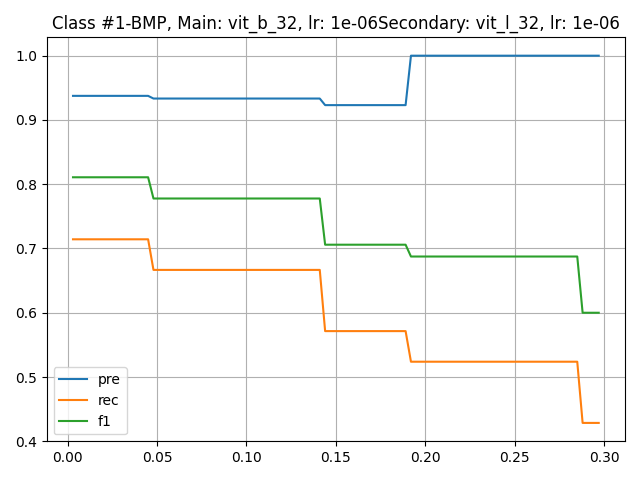 Class #1-BMP, Main: vit_b_32, lr: 1e-06Secondary: vit_l_32, lr: 1e-06
1.0
0.9
0.8
0.7
0.6
0.5
0.4
pre
rec
f1
0.00 0.05 0.10 0.15 0.20 0.25 0.30